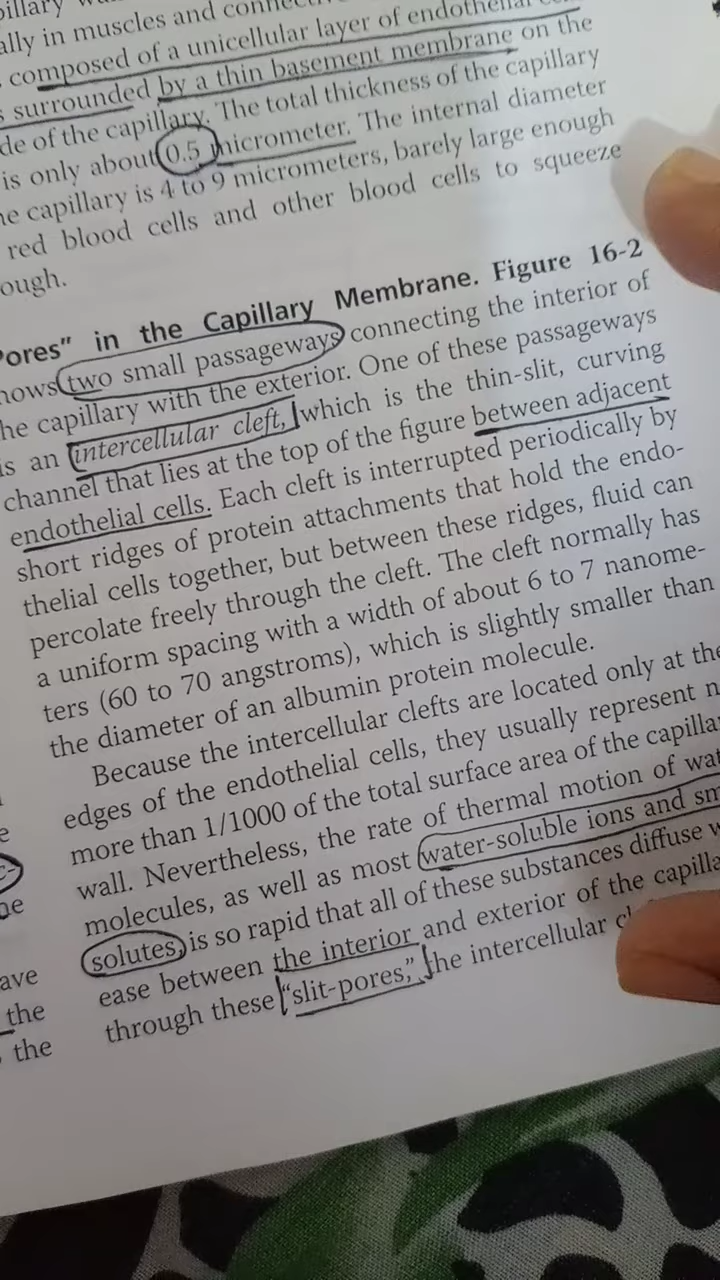 ally in muscles and
composed of a unicellular layer of endothelial
surrounded by a thin basement membrane on the
de of the capillary. The total thickness of the capillary
is only about 0.5 micrometer. The internal diameter
he capillary is 4 to 9 micrometers, barely large enough
red blood cells and other blood cells to squeeze
ough.
Pores” in the Capillary Membrane. Figure 16-2
hows two small passageways connecting the interior of
he capillary with the exterior. One of these passageways
is an intercellular cleft, which is the thin-slit, curving
channel that lies at the top of the figure between adjacent
endothelial cells. Each cleft is interrupted periodically by
short ridges of protein attachments that hold the endo-
thelial cells together, but between these ridges, fluid can
percolate freely through the cleft. The cleft normally has
a uniform spacing with a width of about 6 to 7 nanome-
ters (60 to 70 angstroms), which is slightly smaller than
the diameter of an albumin protein molecule.
Because the intercellular clefts are located only at the
edges of the endothelial cells, they usually represent n
more than 1/1000 of the total surface area of the capilla
wall. Nevertheless, the rate of thermal motion of wat
molecules, as well as most water-soluble ions and sm
solutes, is so rapid that all of these substances diffuse w
ease between the interior and exterior of the capilla
through these “slit-pores,” the intercellular
e
c-
ne
ave
the
the